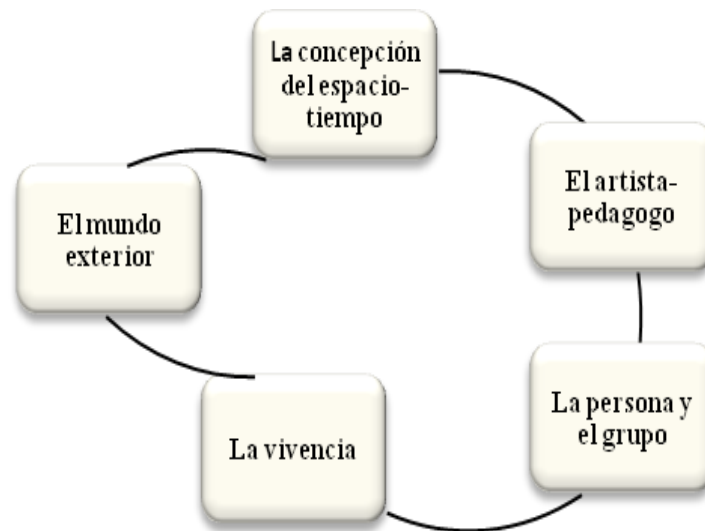 La concepción
del espacio-
tiempo
El artista-
pedagogo
La persona y
el grupo
La vivencia
El mundo
exterior